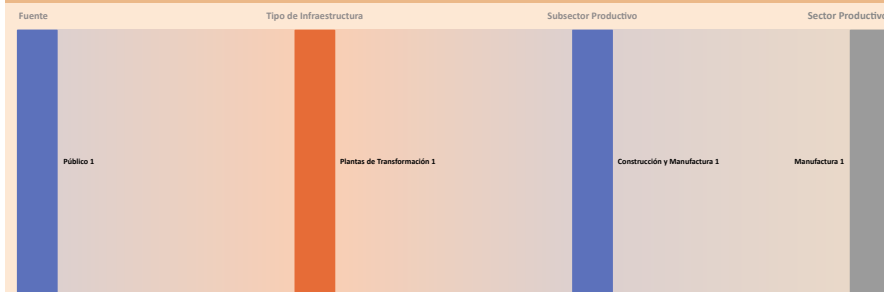 Fuente
Tipo de Infraestructura
Subsector Productivo
Sector Productivo
Público 1
Plantas de Transformación 1
Construcción y Manufactura 1
Manufactura 1